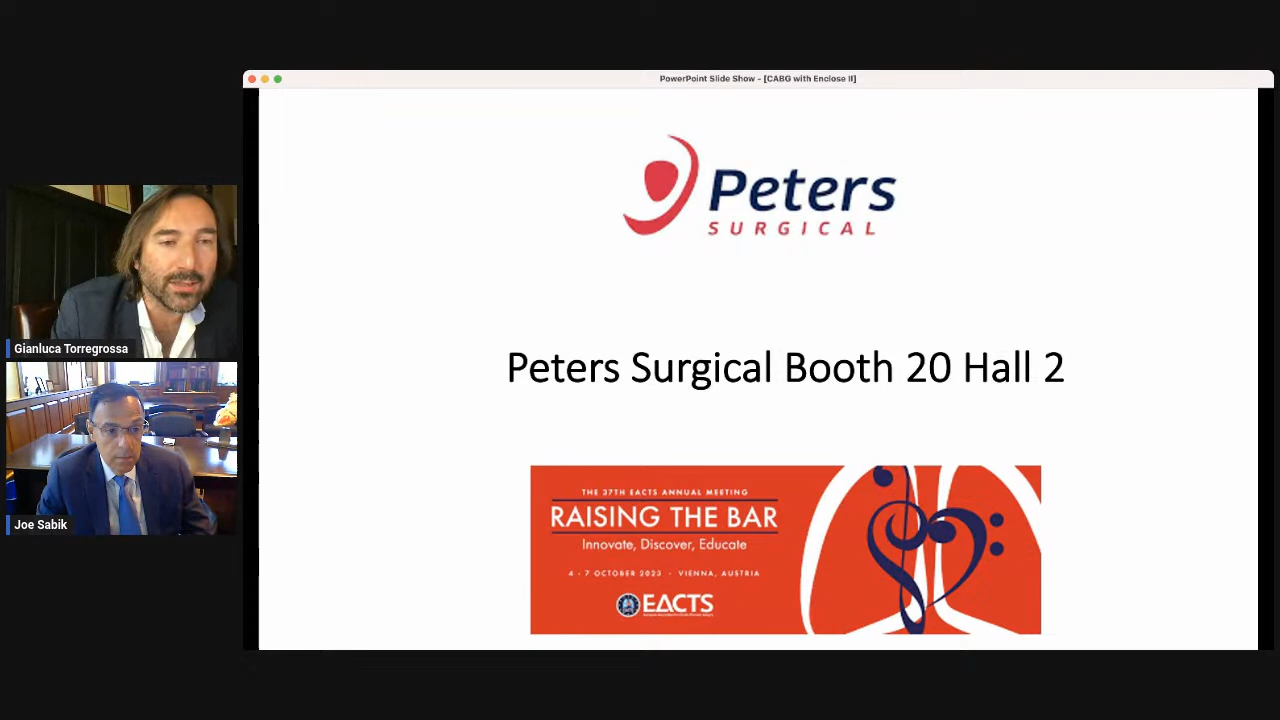 PowerPoint Slide Show - [CABG with Enclose II]
Peters
SURGICAL
Gianluca Torregrossa
Peters Surgical Booth 20 Hall 2
THE 37TH EACTS ANNUAL MEETING
RAISING THE BAR
Innovate, Discover, Educate
4 - 7 OCTOBER 2023 • VIENNA, AUSTRIA
EACTS
Joe Sabik